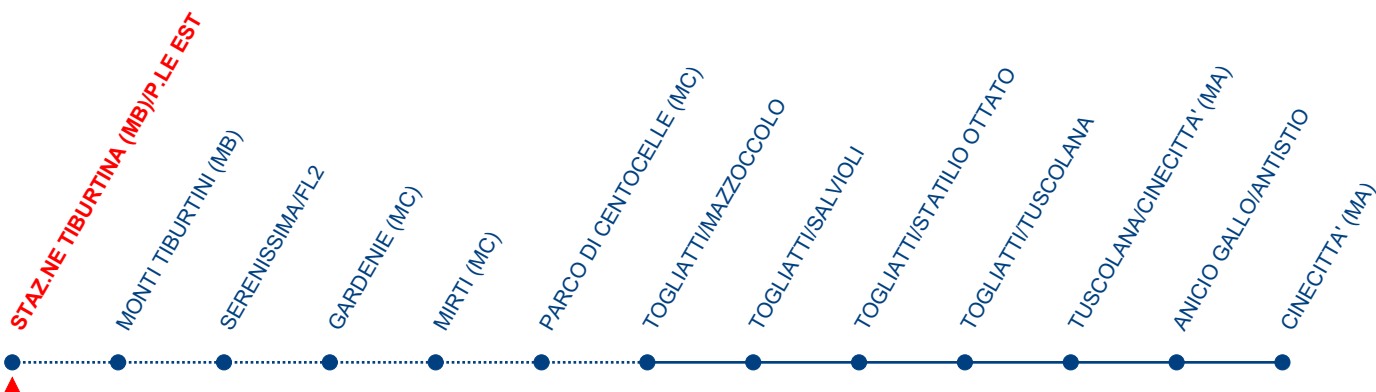 STAZ.NE TIBURTINA (MB)/P.LE EST
MONTI TIBURTINI (MB)
SERENISSIMA/FL2
GARDENIE (MC)
MIRTI (MC)
PARCO DI CENTOCELLE (MC)
TOGLIATTI/MAZZOCCOLO
TOGLIATTI/SALVIOLI
TOGLIATTI/STATILIO OTTATO
TOGLIATTI/TUSCOLANA
TUSCOLANA/CINECITTA' (MA)
ANICIO GALLO/ANTISTIO
CINECITTA' (MA)